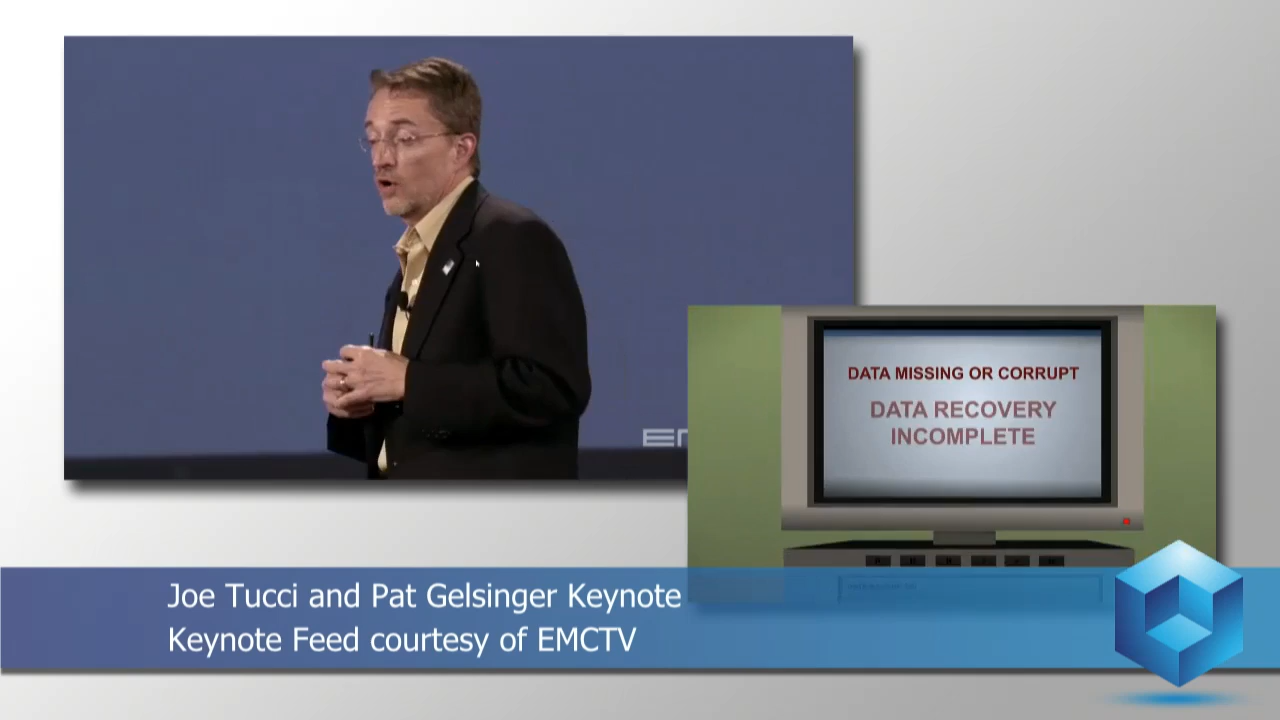 DATA MISSING OR CORRUPT
DATA RECOVERY
INCOMPLETE
Joe Tucci and Pat Gelsinger Keynote
Keynote Feed courtesy of EMCTV